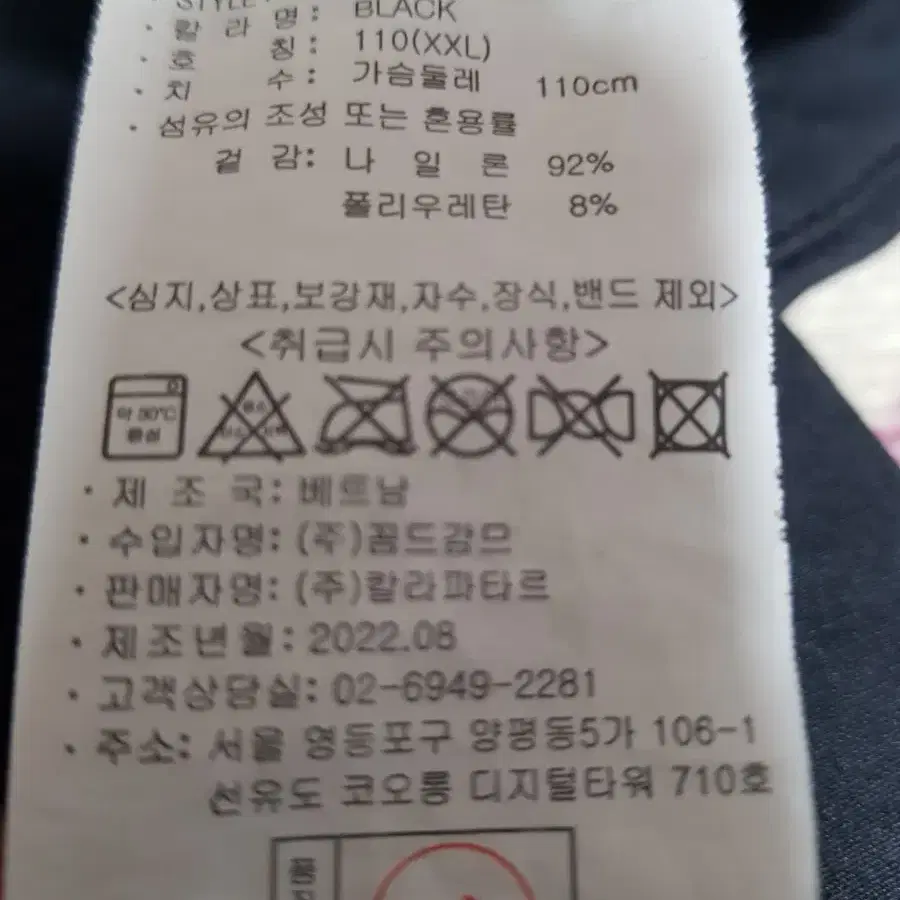 · STYLE
· 칼 라 명: BLACK
· 호 칭: 110(XXL)
· 치 수: 가슴둘레 110cm
· 섬유의 조성 또는 혼용률
겉 감: 나 일 론 92%
폴리우레탄 8%
<심지,상표,보강재,자수,장식,밴드 제외>
<취급시 주의사항>
약 30℃
중성
· 제 조 국: 베트남
· 수입자명: (주)꼼드감므
· 판매자명: (주)칼라파타르
· 제조년월: 2022.08
· 고객상담실: 02-6949-2281
· 주소: 서울 영등포구 양평동5가 106-1
선유도 코오롱 디지털타워 710호